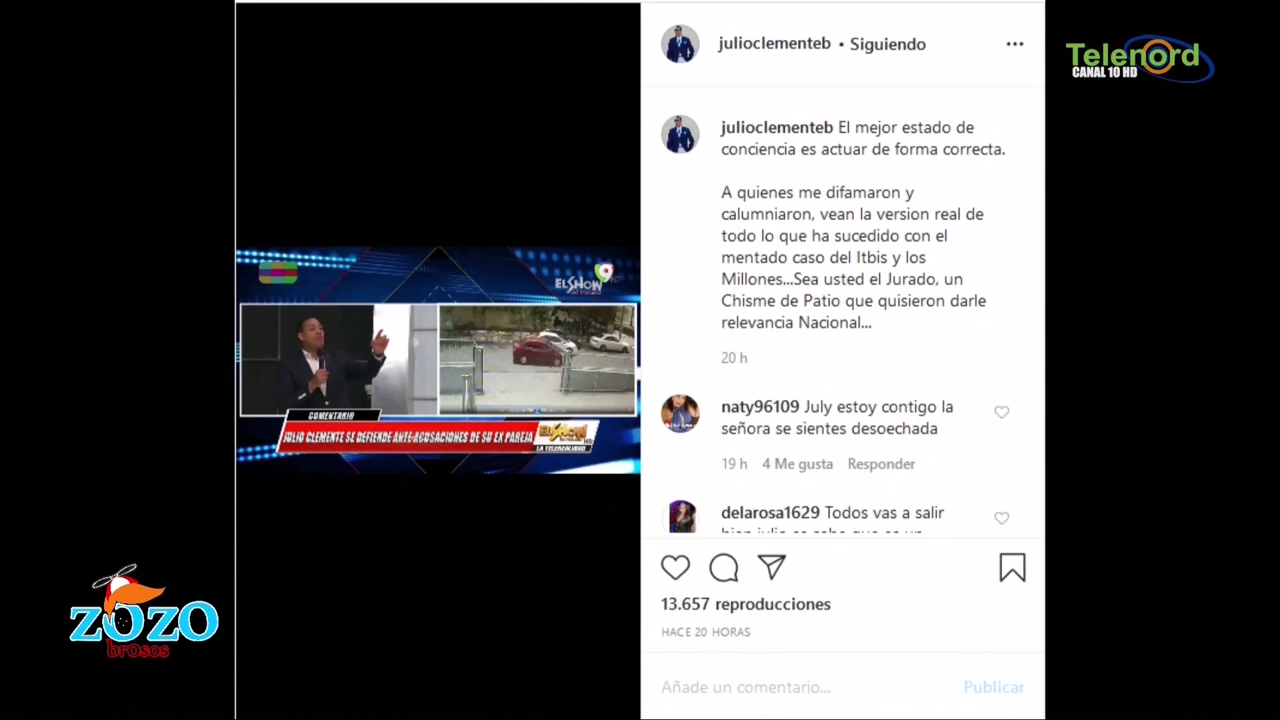 julioclementeb • Siguiendo
Telenord
CANAL 10 HD
julioclementeb El mejor estado de
conciencia es actuar de forma correcta.
A quienes me difamaron y
calumniaron, vean la version real de
todo lo que ha sucedido con el
mentado caso del Itbis y los
Millones...Sea usted el Jurado, un
Chisme de Patio que quisieron darle
relevancia Nacional...
20 h
naty96109 July estoy contigo la
señora se sientes desoechada
19 h 4 Me gusta Responder
delarosa1629 Todos vas a salir
13.657 reproducciones
HACE 20 HORAS
Añade un comentario... Publicar
EL SHOW
COMENTARIO
JULIO CLEMENTE SE DEFIENDE ANTE ACUSACIONES DE SU EX PAREJA
EL SHOW
LA TELEREALIDAD
ZOZO
brOsos